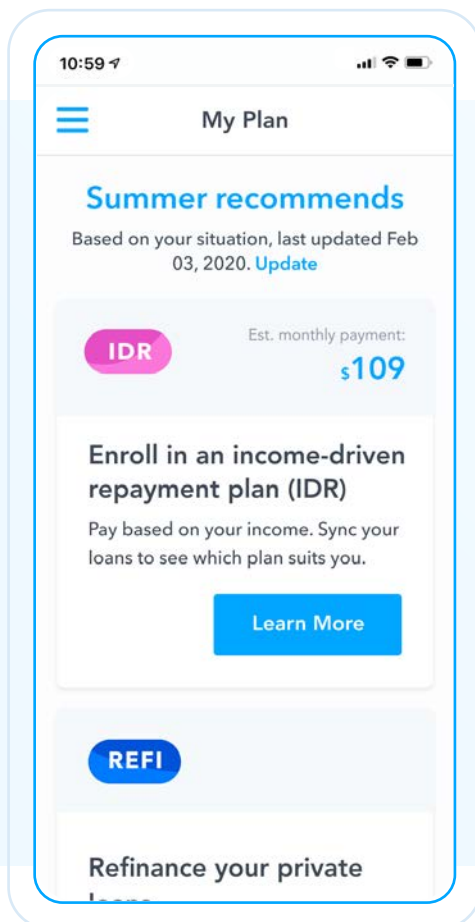 10:59
My Plan
Summer recommends
Based on your situation, last updated Feb
03, 2020. Update
IDR
Est. monthly payment:
$109
Enroll in an income-driven
repayment plan (IDR)
Pay based on your income. Sync your
loans to see which plan suits you.
Learn More
REFI
Refinance your private